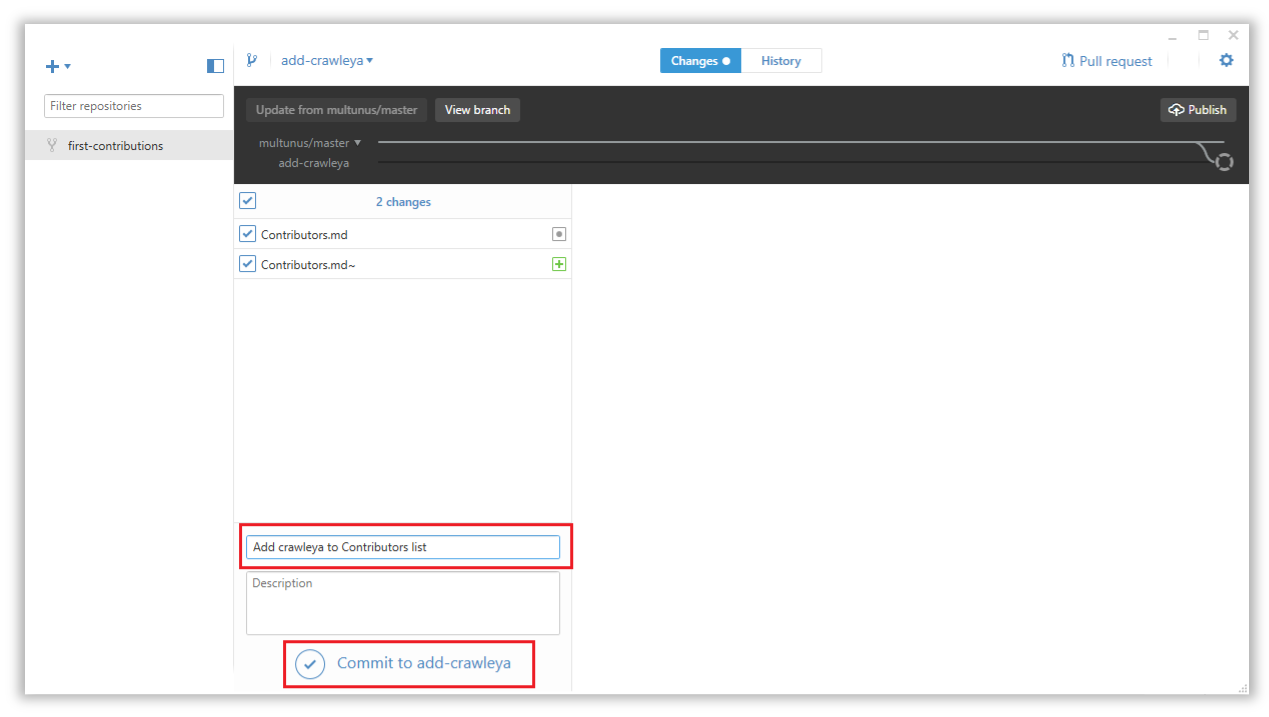 add-crawleya
Changes
History
Pull request
Filter repositories
first-contributions
Update from multunus/master
View branch
Publish
multunus/master
add-crawleya
2 changes
Contributors.md
Contributors.md~
Add crawleya to Contributors list
Description
Commit to add-crawleya